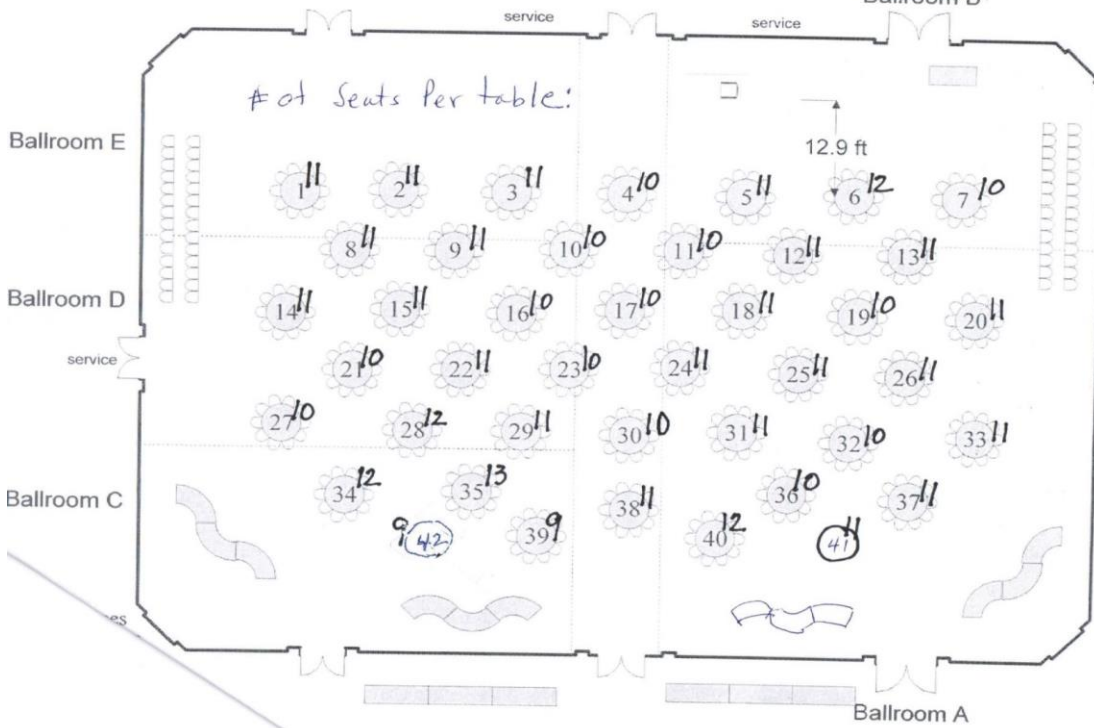 Ballroom B
service
service
# of Seats Per table:
Ballroom E
12.9 ft
1 11 2 11 3 11 4 10 5 11 6 12 7 10
8 11 9 11 10 10 11 10 12 11 13 11
Ballroom D
14 11 15 11 16 10 17 10 18 11 19 10 20 11
service
21 10 22 11 23 10 24 11 25 11 26 11
27 10 28 12 29 11 30 10 31 11 32 10 33 11
Ballroom C
34 12 35 13 36 10 37 11
38 11
9 42 39 9 40 12 41 11
es
Ballroom A